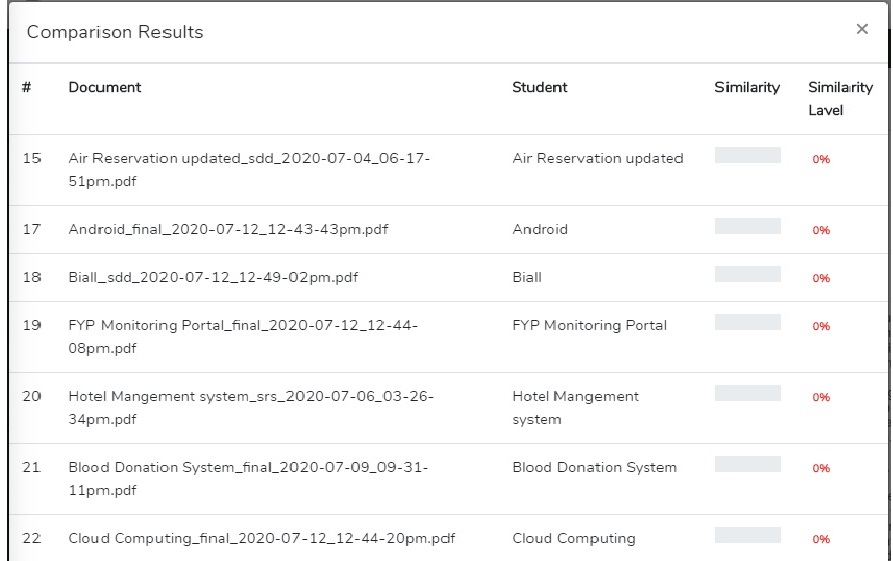 Comparison Results ×
# Document Student Similarity Similarity
Lavel
15 Air Reservation updated_sdd_2020-07-04_06-17- Air Reservation updated 0%
51pm.pdf
17 Android_final_2020-07-12_12-43-43pm.pdf Android 0%
18 Biall_sdd_2020-07-12_12-49-02pm.pdf Biall 0%
19 FYP Monitoring Portal_final_2020-07-12_12-44- FYP Monitoring Portal 0%
08pm.pdf
20 Hotel Mangement system_srs_2020-07-06_03-26- Hotel Mangement 0%
34pm.pdf system
21 Blood Donation System_final_2020-07-09_09-31- Blood Donation System 0%
11pm.pdf
22 Cloud Computing_final_2020-07-12_12-44-20pm.pdf Cloud Computing 0%